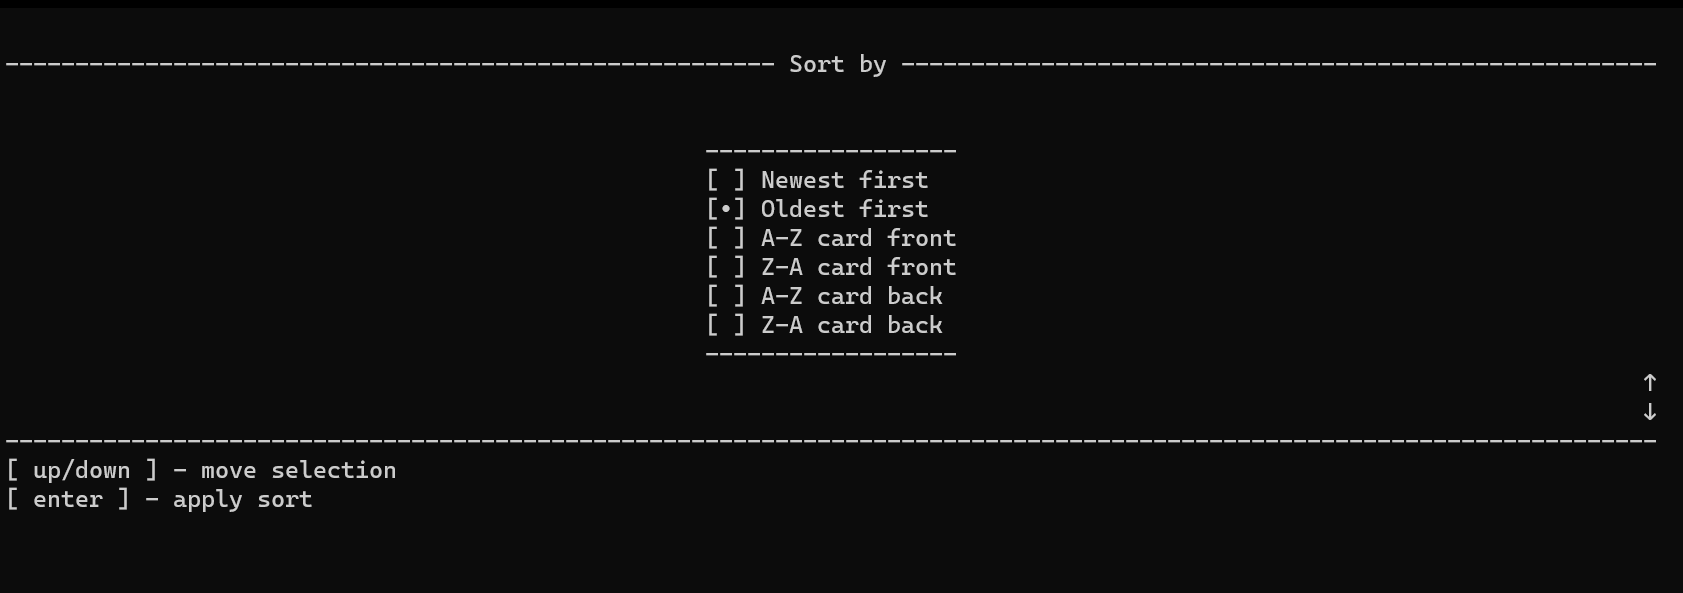 ------------------------------------------------------- Sort by ------------------------------------------------------
------------------
[ ] Newest first
[•] Oldest first
[ ] A-Z card front
[ ] Z-A card front
[ ] A-Z card back
[ ] Z-A card back
------------------
↑
↓
----------------------------------------------------------------------------------------------------------------------
[ up/down ] - move selection
[ enter ] - apply sort